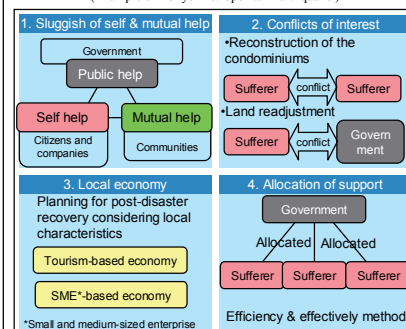 1. Sluggish of self & mutual help
Government
Public help
Self help
Mutual help
Citizens and
companies
Communities
2. Conflicts of interest
•Reconstruction of the
condominiums
Sufferer
conflict
Sufferer
•Land readjustment
Sufferer
conflict
Govern
ment
3. Local economy
Planning for post-disaster
recovery considering local
characteristics
Tourism-based economy
SME*-based economy
*Small and medium-sized enterprise
4. Allocation of support
Government
Allocated
Allocated
Sufferer
Sufferer
Sufferer
Efficiency & effectively method